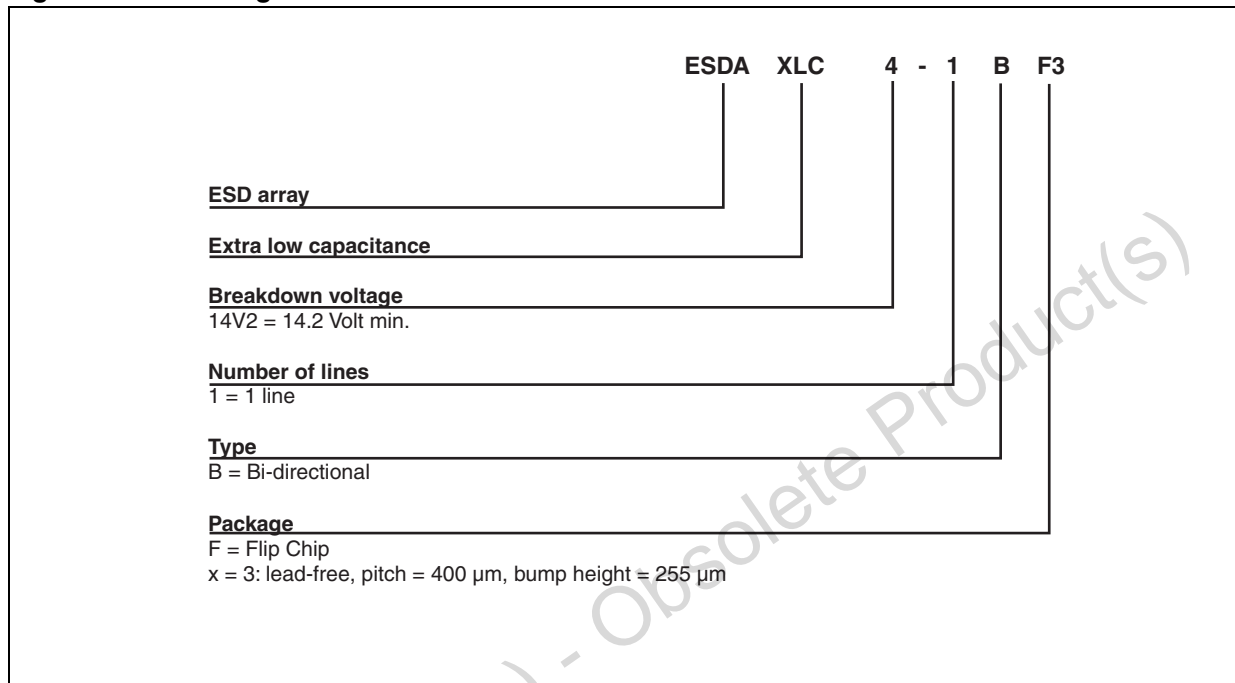 ESDA XLC 4 - 1 B F3
ESD array
Extra low capacitance
Breakdown voltage
14V2 = 14.2 Volt min.
Number of lines
1 = 1 line
Type
B = Bi-directional
Package
F = Flip Chip
x = 3: lead-free, pitch = 400 µm, bump height = 255 µm
) - Obsolete Product(s)